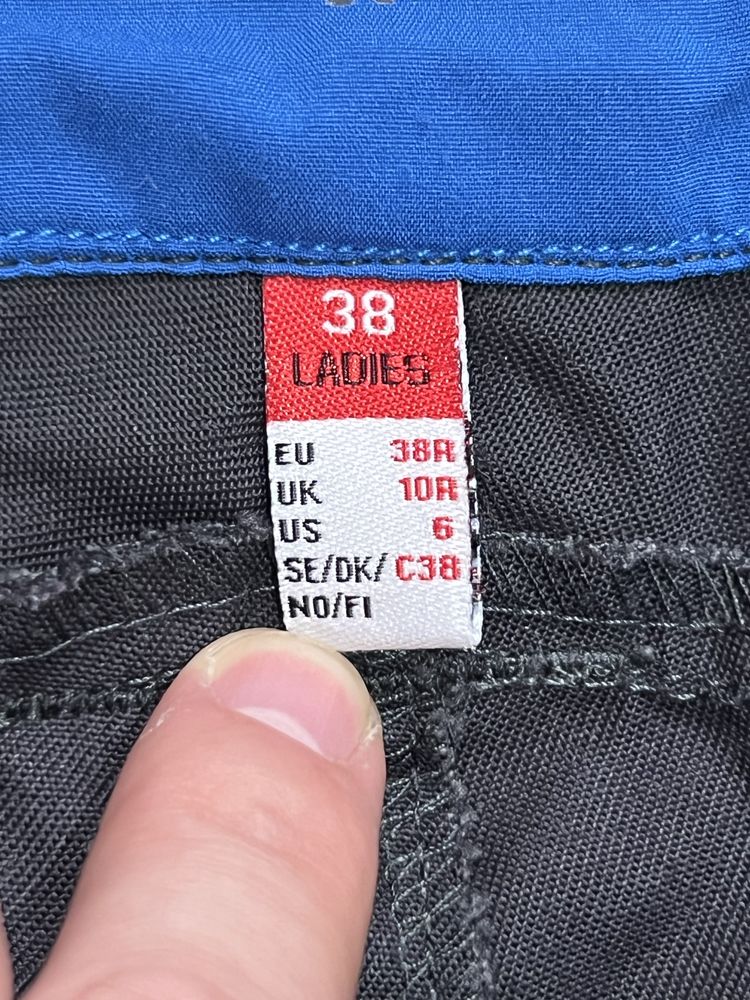 38
LADIES
EU 38R
UK 10R
US 6
SE/DK/ C38
NO/FI